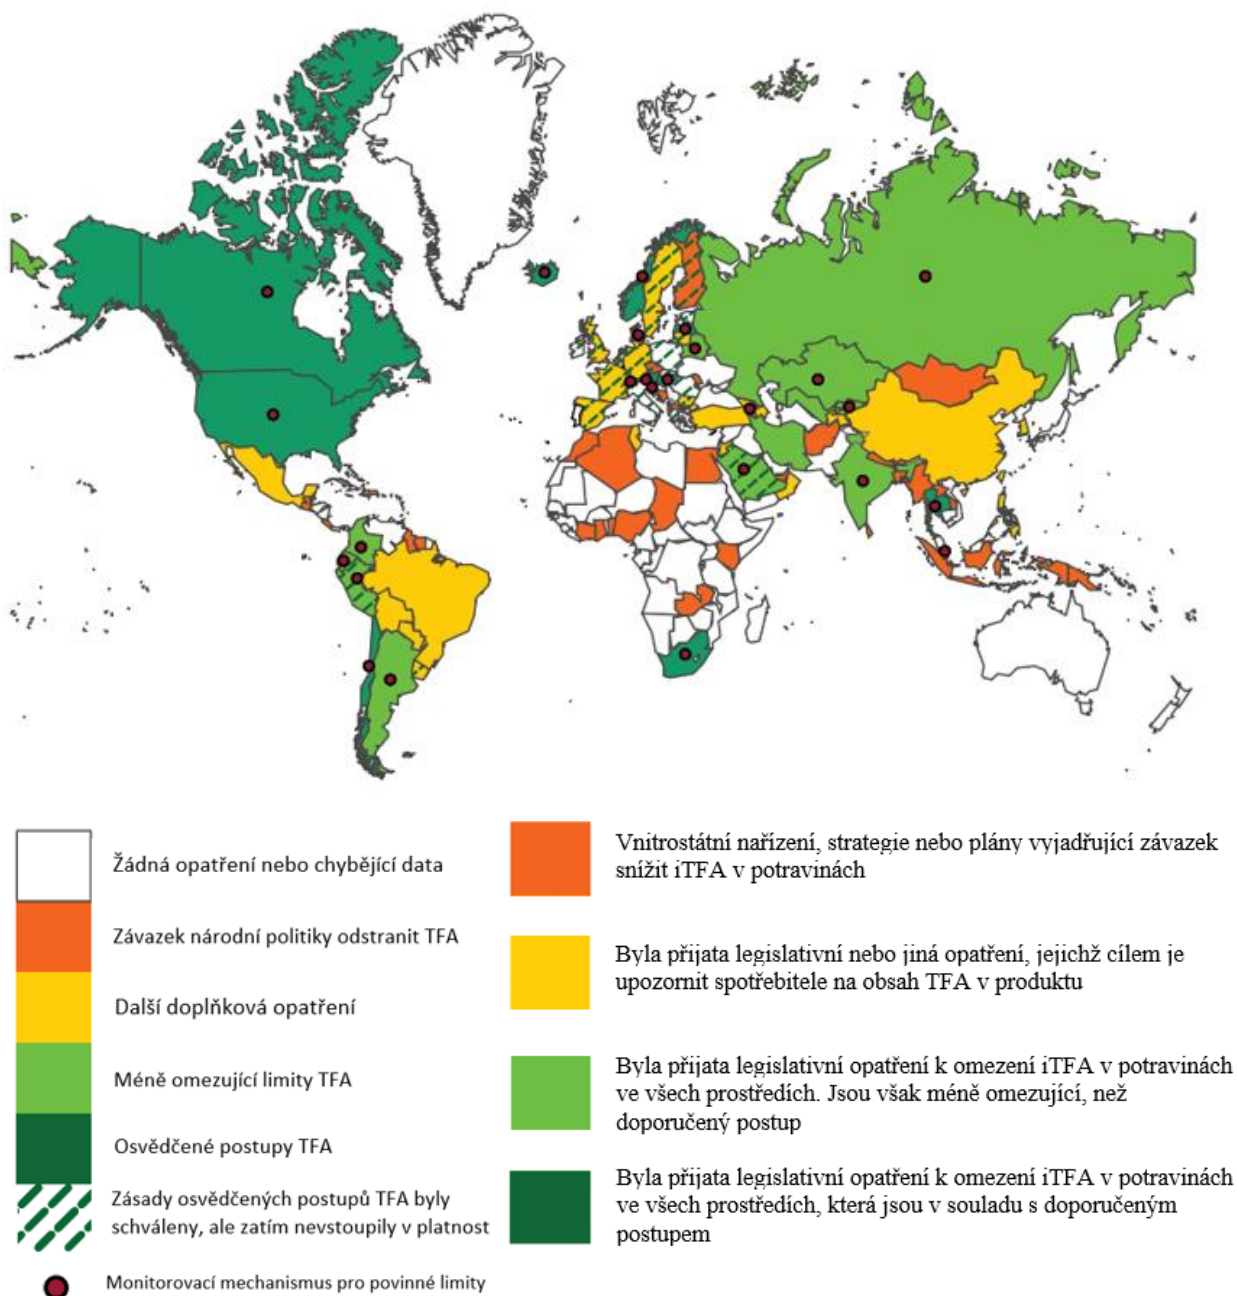 Žádná opatření nebo chybějící data
Závazek národní politiky odstranit TFA
Další doplňková opatření
Méně omezující limity TFA
Osvědčené postupy TFA
Zásady osvědčených postupů TFA byly
schváleny, ale zatím nevstoupily v platnost
Monitorovací mechanismus pro povinné limity
Vnitrostátní nařízení, strategie nebo plány vyjadřující závazek
snížit iTFA v potravinách
Byla přijata legislativní nebo jiná opatření, jejichž cílem je
upozornit spotřebitele na obsah TFA v produktu
Byla přijata legislativní opatření k omezení iTFA v potravinách
ve všech prostředích. Jsou však méně omezující, než
doporučený postup
Byla přijata legislativní opatření k omezení iTFA v potravinách
ve všech prostředích, která jsou v souladu s doporučeným
postupem